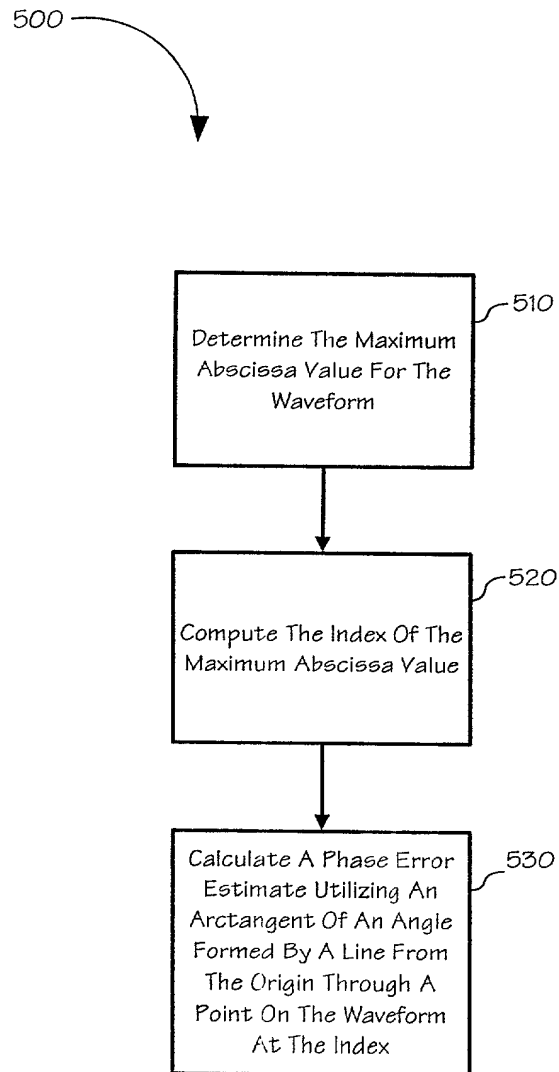 500
510
Determine The Maximum
Abscissa Value For The
Waveform
520
Compute The Index Of The
Maximum Abscissa Value
530
Calculate A Phase Error
Estimate Utilizing An
Arctangent Of An Angle
Formed By A Line From
The Origin Through A
Point On The Waveform
At The Index